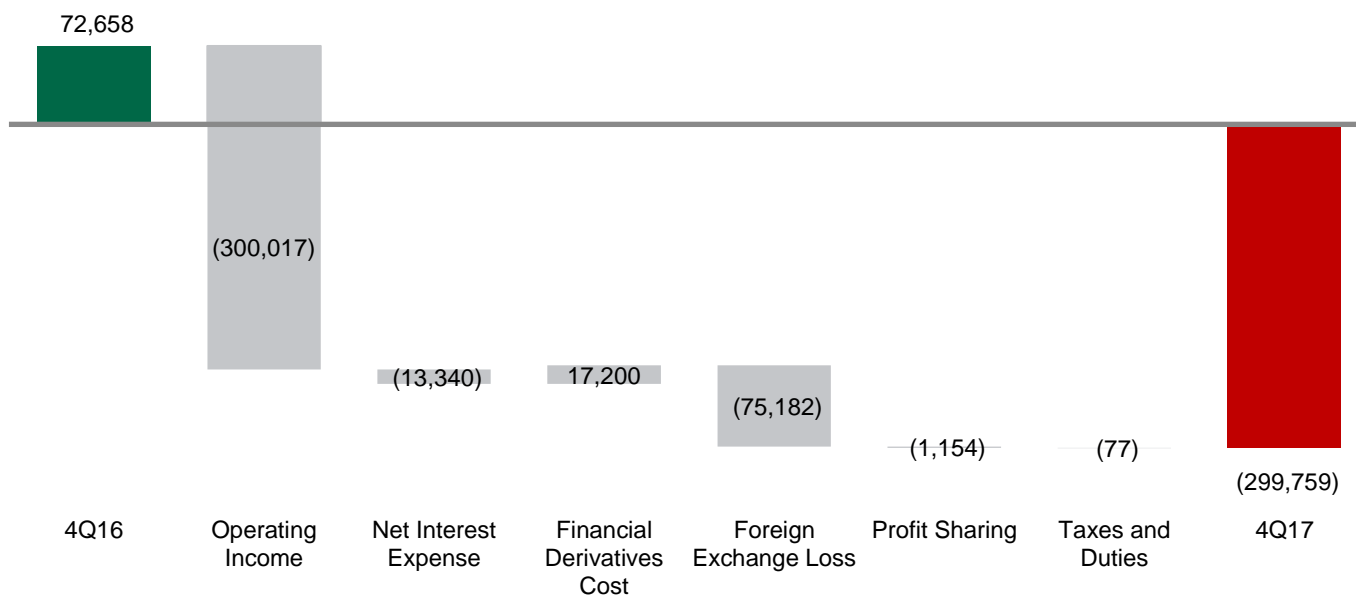 72,658
(300,017)
(13,340)
17,200
(75,182)
(1,154)
(77)
(299,759)
4Q16
Operating
Income
Net Interest
Expense
Financial
Derivatives
Cost
Foreign
Exchange Loss
Profit Sharing
Taxes and
Duties
4Q17